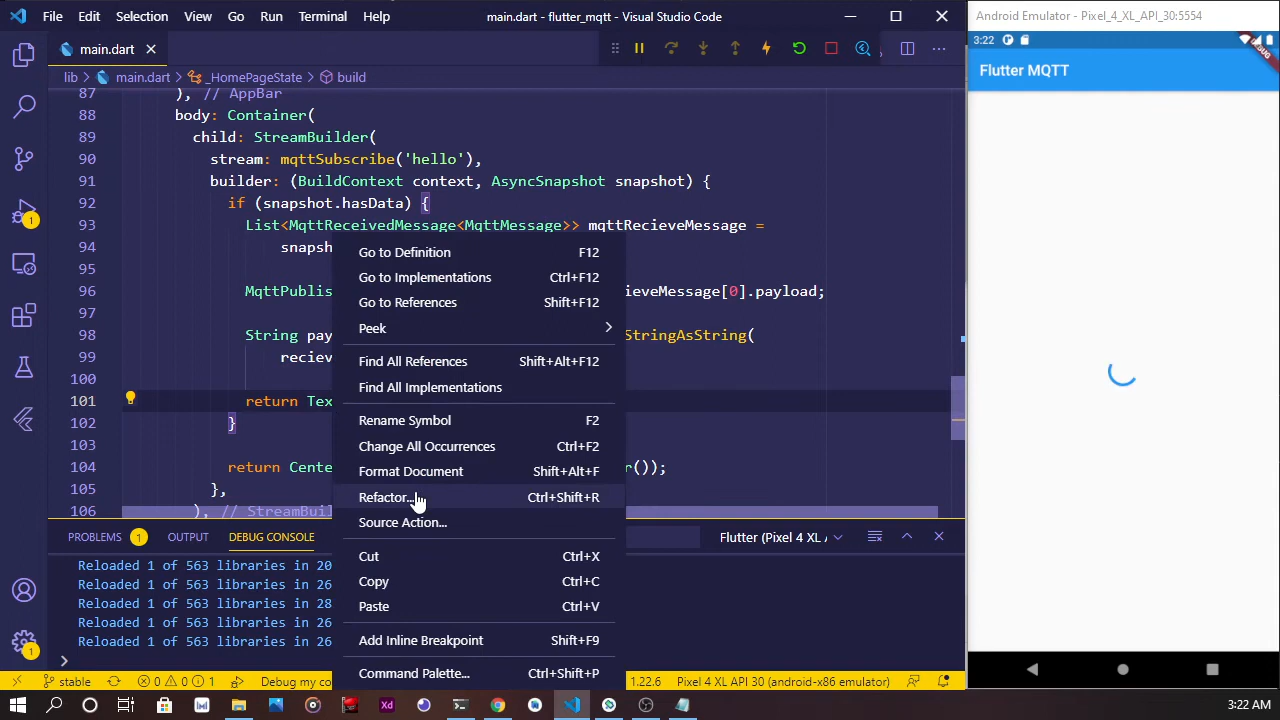 File Edit Selection View Go Run Terminal Help main.dart - flutter_mqtt - Visual Studio Code
Android Emulator - Pixel_4_XL_API_30:5554
main.dart
lib > main.dart > _HomePageState > build
87 ), // AppBar
88 body: Container(
89 child: StreamBuilder(
90 stream: mqttSubscribe('hello'),
91 builder: (BuildContext context, AsyncSnapshot snapshot) {
92 if (snapshot.hasData) {
93 List<MqttReceivedMessage<MqttMessage>> mqttRecieveMessage =
94 snapsh
95
96 MqttPublis ieveMessage[0].payload;
97
98 String pay StringAsString(
99 reciev
100
101 return Tex
102 }
103
104 return Cente r());
105 },
106 ), // StreamBuil
Go to Definition F12
Go to Implementations Ctrl+F12
Go to References Shift+F12
Peek
Find All References Shift+Alt+F12
Find All Implementations
Rename Symbol F2
Change All Occurrences Ctrl+F2
Format Document Shift+Alt+F
Refactor... Ctrl+Shift+R
Source Action...
Cut Ctrl+X
Copy Ctrl+C
Paste Ctrl+V
Add Inline Breakpoint Shift+F9
Command Palette... Ctrl+Shift+P
PROBLEMS 1 OUTPUT DEBUG CONSOLE Flutter (Pixel 4 XL
Reloaded 1 of 563 libraries in 20
Reloaded 1 of 563 libraries in 26
Reloaded 1 of 563 libraries in 28
Reloaded 1 of 563 libraries in 26
Reloaded 1 of 563 libraries in 26
>
1
1
stable 0 0 1 Debug my co 1.22.6 Pixel 4 XL API 30 (android-x86 emulator)
3:22
DEBUG
Flutter MQTT
Xd
3:22 AM